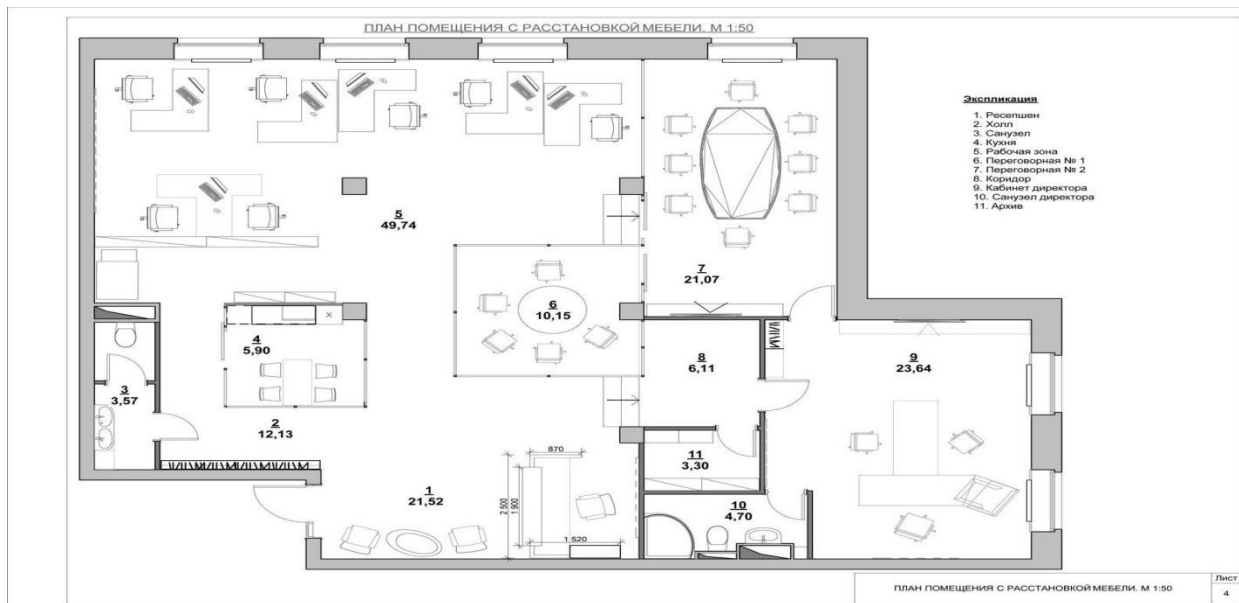 ПЛАН ПОМЕЩЕНИЯ С РАССТАНОВКОЙ МЕБЕЛИ. М 1:50
Экспликация
1. Ресепшен
2. Холл
3. Санузел
4. Кухня
5. Рабочая зона
6. Переговорная № 1
7. Переговорная № 2
8. Коридор
9. Кабинет директора
10. Санузел директора
11. Архив
5
49,74
7
21,07
6
10,15
4
5,90
8
6,11
9
23,64
3
3,57
2
12,13
870
11
3,30
1
21,52
2 500
1 900
10
4,70
1 520
ПЛАН ПОМЕЩЕНИЯ С РАССТАНОВКОЙ МЕБЕЛИ. М 1:50
Лист
4